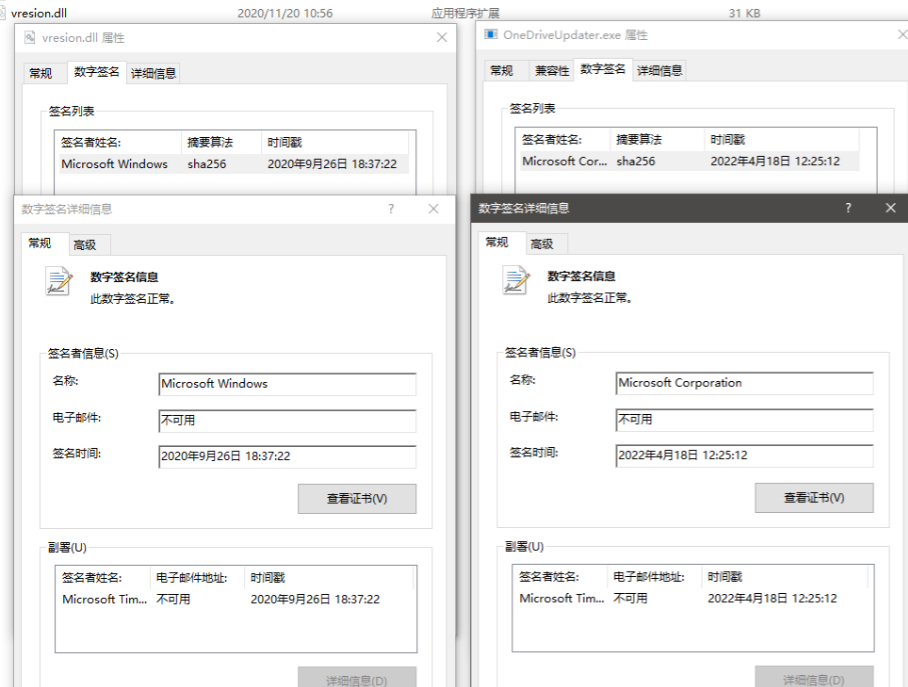 vresion.dll 2020/11/20 10:56 应用程序扩展 31 KB
vresion.dll 属性
常规 数字签名 详细信息
签名列表
签名者姓名: 摘要算法 时间戳
Microsoft Windows sha256 2020年9月26日 18:37:22
数字签名详细信息 ?
常规 高级
数字签名信息
此数字签名正常。
签名者信息(S)
名称: Microsoft Windows
电子邮件: 不可用
签名时间: 2020年9月26日 18:37:22
查看证书(V)
副署(U)
签名者姓名: 电子邮件地址: 时间戳
Microsoft Tim... 不可用 2020年9月26日 18:37:22
详细信息(D)
OneDriveUpdater.exe 属性
常规 兼容性 数字签名 详细信息
签名列表
签名者姓名: 摘要算法 时间戳
Microsoft Cor... sha256 2022年4月18日 12:25:12
数字签名详细信息 ?
常规 高级
数字签名信息
此数字签名正常。
签名者信息(S)
名称: Microsoft Corporation
电子邮件: 不可用
签名时间: 2022年4月18日 12:25:12
查看证书(V)
副署(U)
签名者姓名: 电子邮件地址: 时间戳
Microsoft Tim... 不可用 2022年4月18日 12:25:12
详细信息(D)